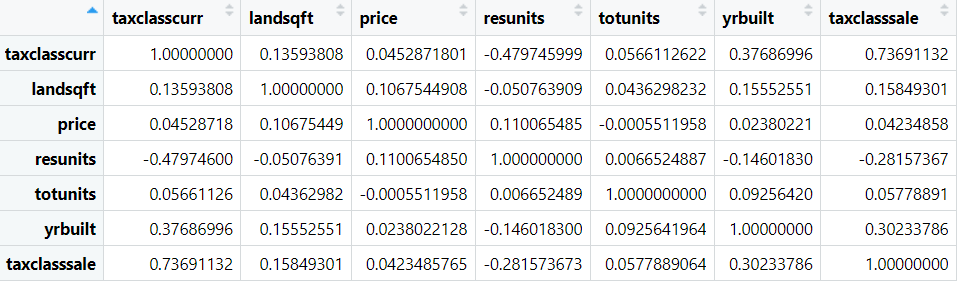 taxclasscurr landsqft price resunits totunits yrbuilt taxclasssale
taxclasscurr 1.00000000 0.13593808 0.0452871801 -0.479745999 0.0566112622 0.37686996 0.73691132
landsqft 0.13593808 1.00000000 0.1067544908 -0.050763909 0.0436298232 0.15552551 0.15849301
price 0.04528718 0.10675449 1.0000000000 0.110065485 -0.0005511958 0.02380221 0.04234858
resunits -0.47974600 -0.05076391 0.1100654850 1.000000000 0.0066524887 -0.14601830 -0.28157367
totunits 0.05661126 0.04362982 -0.0005511958 0.006652489 1.0000000000 0.09256420 0.05778891
yrbuilt 0.37686996 0.15552551 0.0238022128 -0.146018300 0.0925641964 1.00000000 0.30233786
taxclasssale 0.73691132 0.15849301 0.0423485765 -0.281573673 0.0577889064 0.30233786 1.00000000